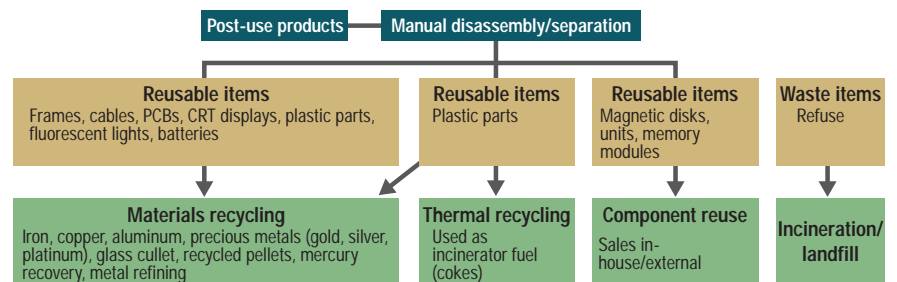 Post-use products
Manual disassembly/separation
Reusable items
Frames, cables, PCBs, CRT displays, plastic parts,
fluorescent lights, batteries
Reusable items
Plastic parts
Reusable items
Magnetic disks,
units, memory
modules
Waste items
Refuse
Materials recycling
Iron, copper, aluminum, precious metals (gold, silver,
platinum), glass cullet, recycled pellets, mercury
recovery, metal refining
Thermal recycling
Used as
incinerator fuel
(cokes)
Component reuse
Sales in-
house/external
Incineration/
landfill